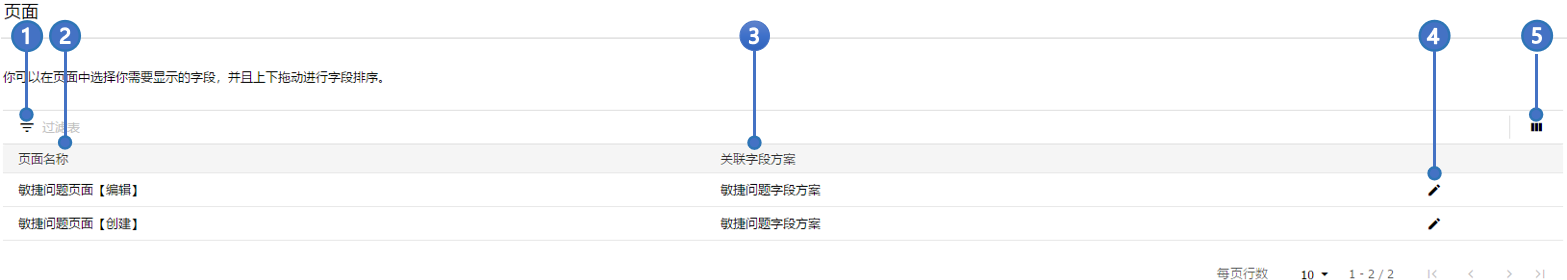 页面
1 2 3 4 5
你可以在页面中选择你需要显示的字段，并且上下拖动进行字段排序。
过滤表
页面名称 关联字段方案
敏捷问题页面【编辑】 敏捷问题字段方案
敏捷问题页面【创建】 敏捷问题字段方案
每页行数 10 1 - 2 / 2